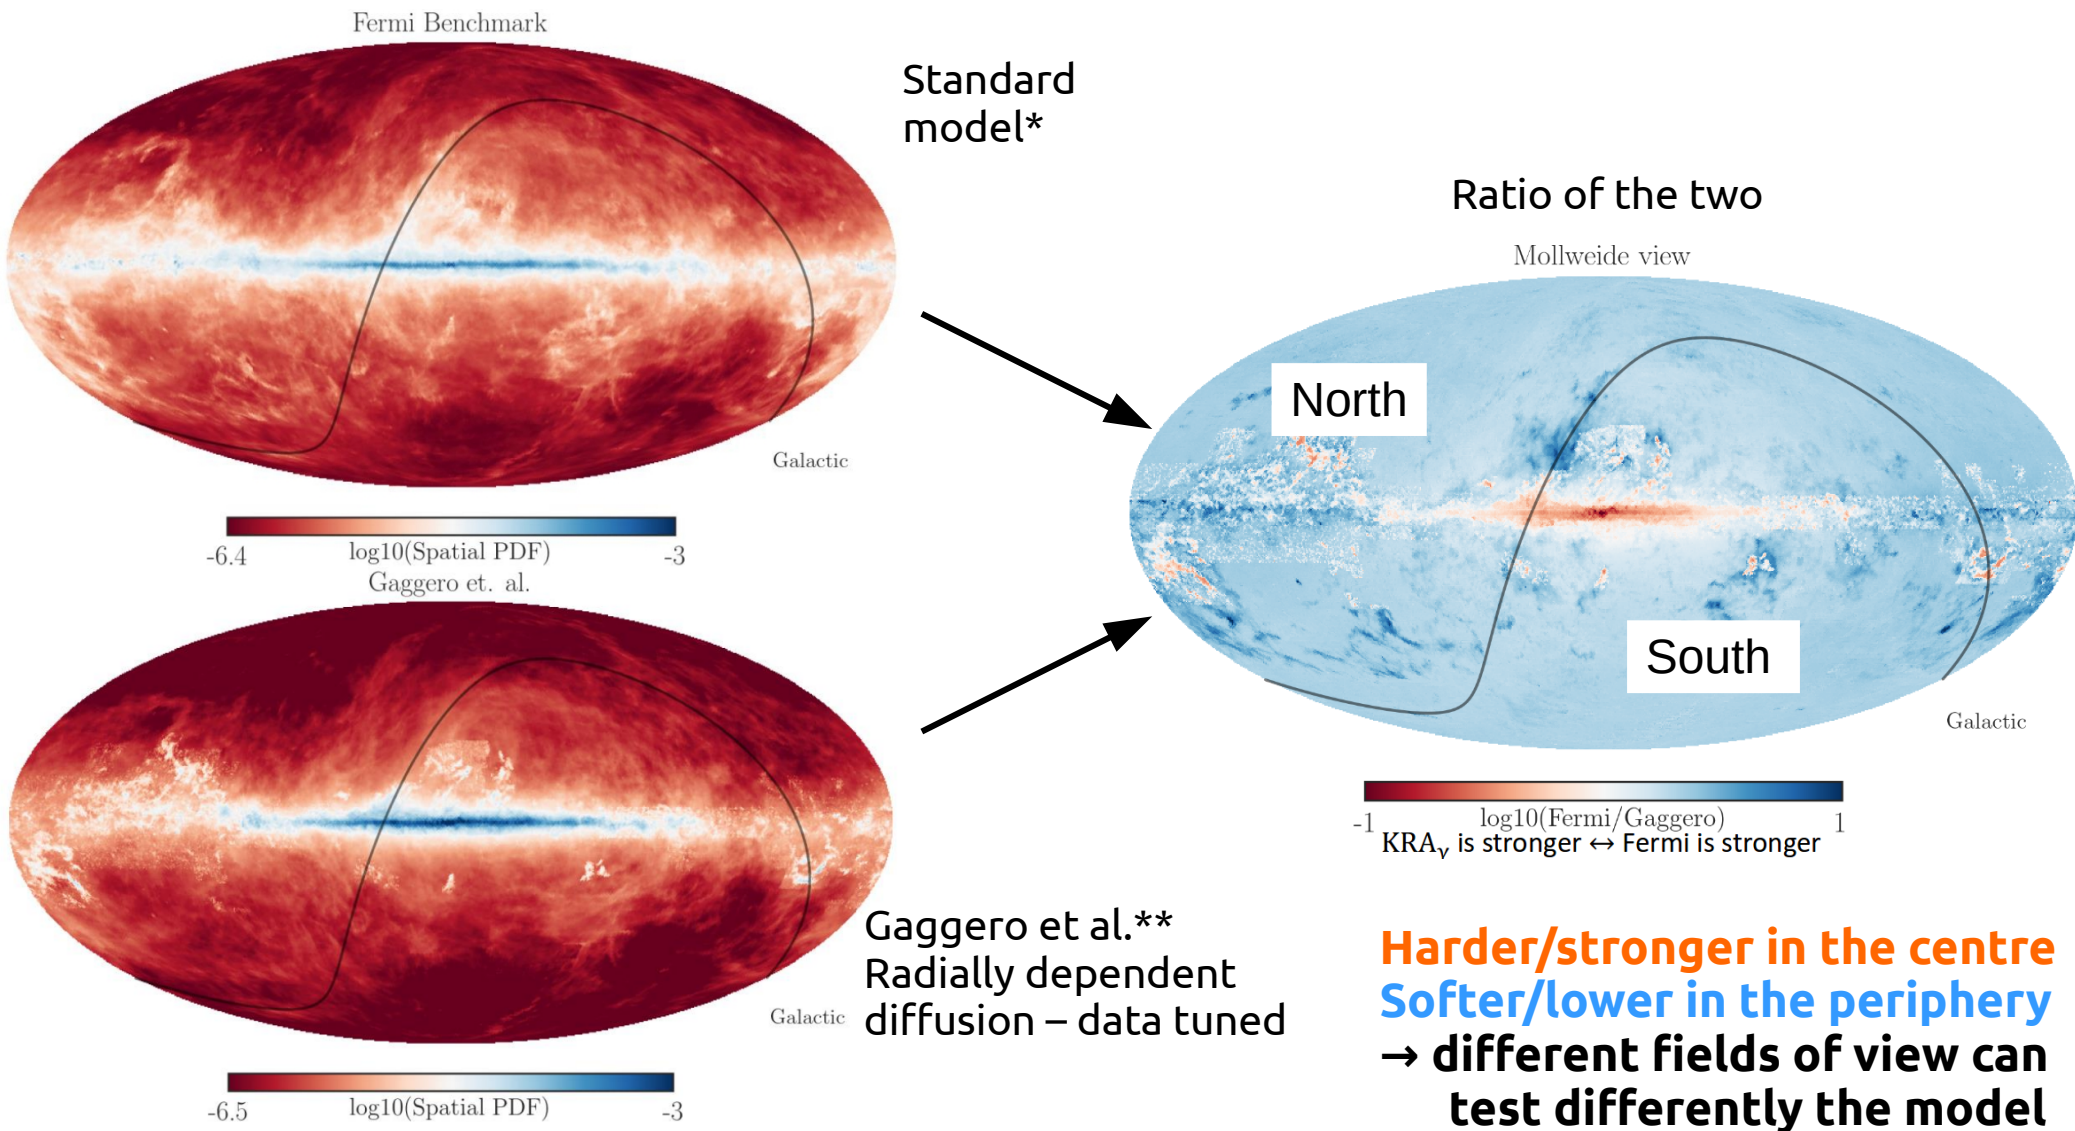 Fermi Benchmark
Standard
model*
Galactic
-6.4
log10(Spatial PDF)
-3
Gaggero et. al.
Galactic
-6.5
log10(Spatial PDF)
-3
Gaggero et al.**
Radially dependent
diffusion – data tuned
Ratio of the two
Mollweide view
North
South
Galactic
-1
log10(Fermi/Gaggero)
1
KRAγ is stronger ↔ Fermi is stronger
Harder/stronger in the centre
Softer/lower in the periphery
→ different fields of view can
test differently the model